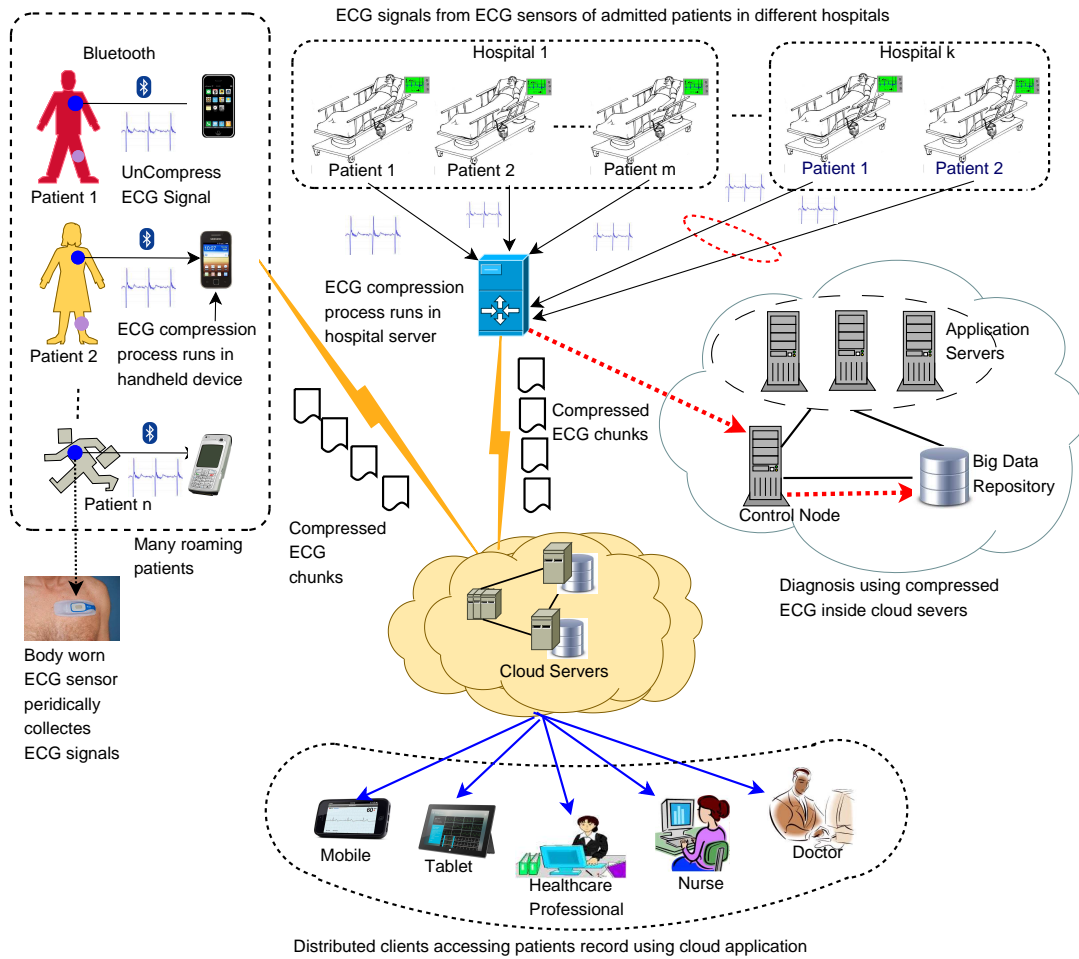 ECG signals from ECG sensors of admitted patients in different hospitals
Bluetooth
Patient 1
UnCompress
ECG Signal
Patient 2
ECG compression
process runs in
handheld device
Patient n
Many roaming
patients
Body worn
ECG sensor
peridically
collectes
ECG signals
Hospital 1
Patient 1
Patient 2
Patient m
Hospital k
Patient 1
Patient 2
ECG compression
process runs in
hospital server
Compressed
ECG chunks
Compressed
ECG
chunks
Application
Servers
Big Data
Repository
Control Node
Diagnosis using compressed
ECG inside cloud severs
Cloud Servers
Mobile
Tablet
Healthcare
Professional
Nurse
Doctor
Distributed clients accessing patients record using cloud application